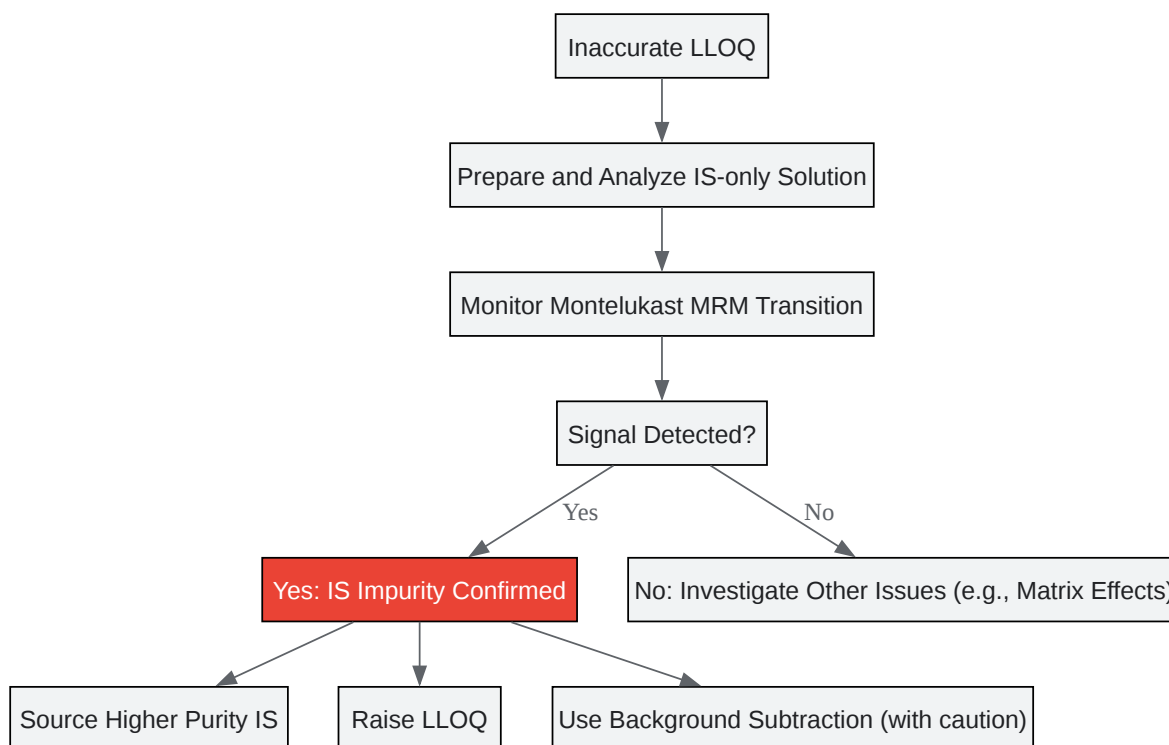 Inaccurate LLOQ
Prepare and Analyze IS-only Solution
Monitor Montelukast MRM Transition
Signal Detected?
Yes
No
Yes: IS Impurity Confirmed
No: Investigate Other Issues (e.g., Matrix Effects)
Source Higher Purity IS
Raise LLOQ
Use Background Subtraction (with caution)